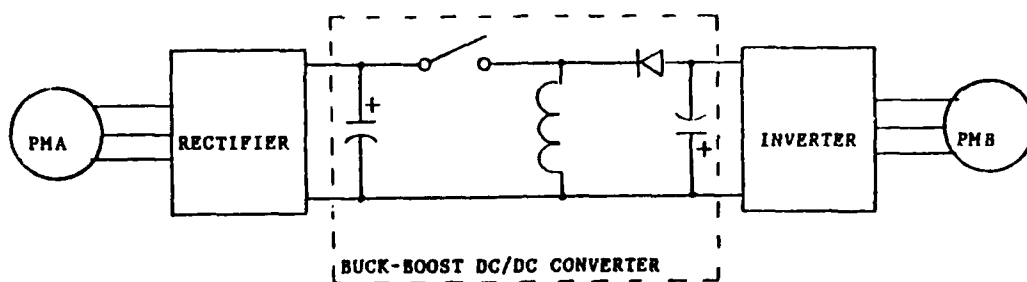 PMA
RECTIFIER
+
+
INVERTER
PMB
BUCK-BOOST DC/DC CONVERTER